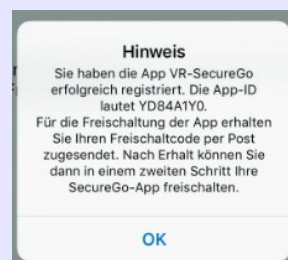 Hinweis
Sie haben die App VR-SecureGo
erfolgreich registriert. Die App-ID
lautet YD84A1Y0.
Für die Freischaltung der App erhalten
Sie Ihren Freischaltcode per Post
zugesendet. Nach Erhalt können Sie
dann in einem zweiten Schritt Ihre
SecureGo-App freischalten.
OK